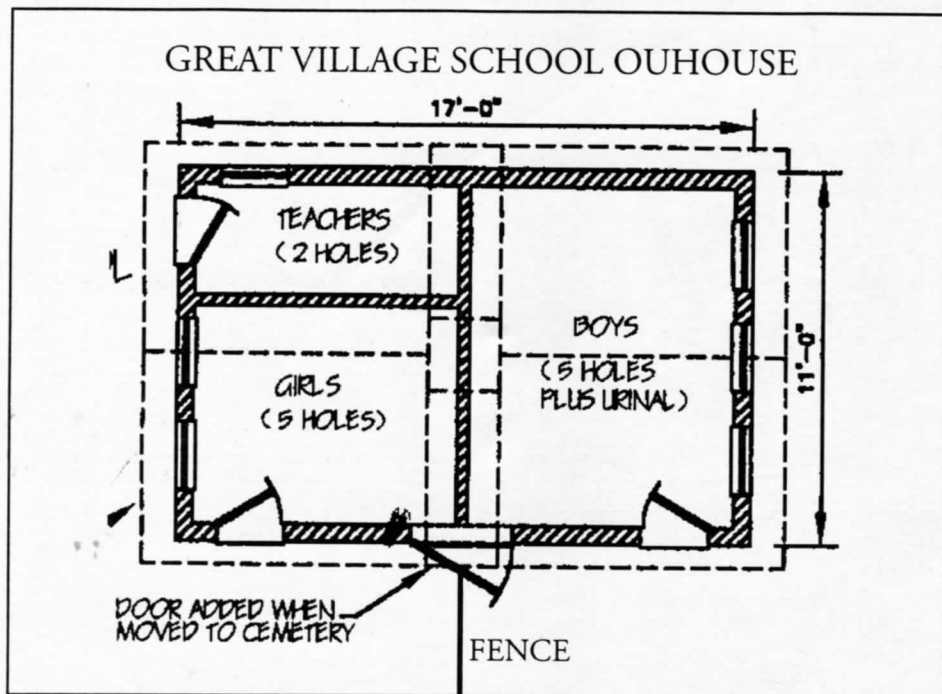 GREAT VILLAGE SCHOOL OUHOUSE
17'-0"
TEACHERS
(2 HOLES)
BOYS
(5 HOLES
PLUS URINAL)
11'-0"
GIRLS
(5 HOLES)
DOOR ADDED WHEN
MOVED TO CEMETERY
FENCE